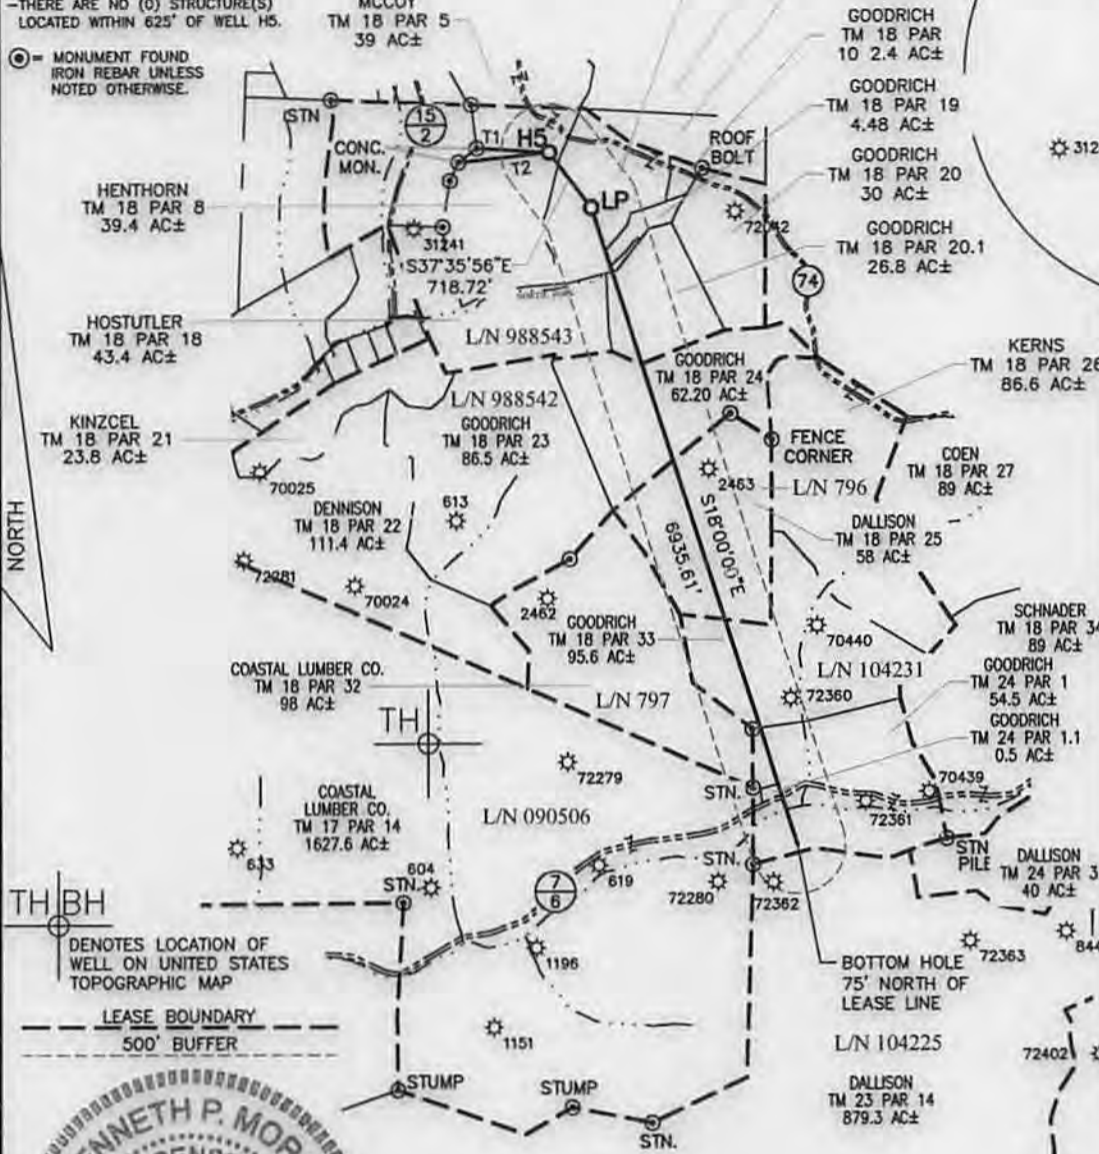 -THERE ARE NO (0) STRUCTURE(S)
LOCATED WITHIN 625' OF WELL H5.
= MONUMENT FOUND
IRON REBAR UNLESS
NOTED OTHERWISE.
MCCOY
TM 18 PAR 5
39 AC±
GOODRICH
TM 18 PAR
10 2.4 AC±
GOODRICH
TM 18 PAR 19
4.48 AC±
GOODRICH
TM 18 PAR 20
30 AC±
GOODRICH
TM 18 PAR 20.1
26.8 AC±
312
STN
15
2
T1
H5
T2
CONC.
MON.
ROOF
BOLT
LP
72042
74
HENTHORN
TM 18 PAR 8
39.4 AC±
31241
S37°35'56"E
718.72'
HOSTUTLER
TM 18 PAR 18
43.4 AC±
L/N 988543
KERNS
TM 18 PAR 26
86.6 AC±
GOODRICH
TM 18 PAR 24
62.20 AC±
L/N 988542
GOODRICH
TM 18 PAR 23
86.5 AC±
KINZCEL
TM 18 PAR 21
23.8 AC±
FENCE
CORNER
COEN
TM 18 PAR 27
89 AC±
70025
2463
L/N 796
613
DENNISON
TM 18 PAR 22
111.4 AC±
DALLISON
TM 18 PAR 25
58 AC±
S18°00'00"E
6935.61'
NORTH
72281
70024
2462
GOODRICH
TM 18 PAR 33
95.6 AC±
70440
SCHNADER
TM 18 PAR 34
89 AC±
L/N 104231
GOODRICH
TM 24 PAR 1
54.5 AC±
COASTAL LUMBER CO.
TM 18 PAR 32
98 AC±
L/N 797
72360
GOODRICH
TM 24 PAR 1.1
0.5 AC±
TH
72279
STN.
70439
COASTAL
LUMBER CO.
TM 17 PAR 14
1627.6 AC±
L/N 090506
72361
STN
PILE
DALLISON
TM 24 PAR 3
40 AC±
STN.
604
STN.
7
6
619
72280
72362
TH BH
DENOTES LOCATION OF
WELL ON UNITED STATES
TOPOGRAPHIC MAP
1196
72363
844
BOTTOM HOLE
75' NORTH OF
LEASE LINE
LEASE BOUNDARY
500' BUFFER
1151
L/N 104225
72402
STUMP
STUMP
STN.
DALLISON
TM 23 PAR 14
879.3 AC±
NNETH P. MOR